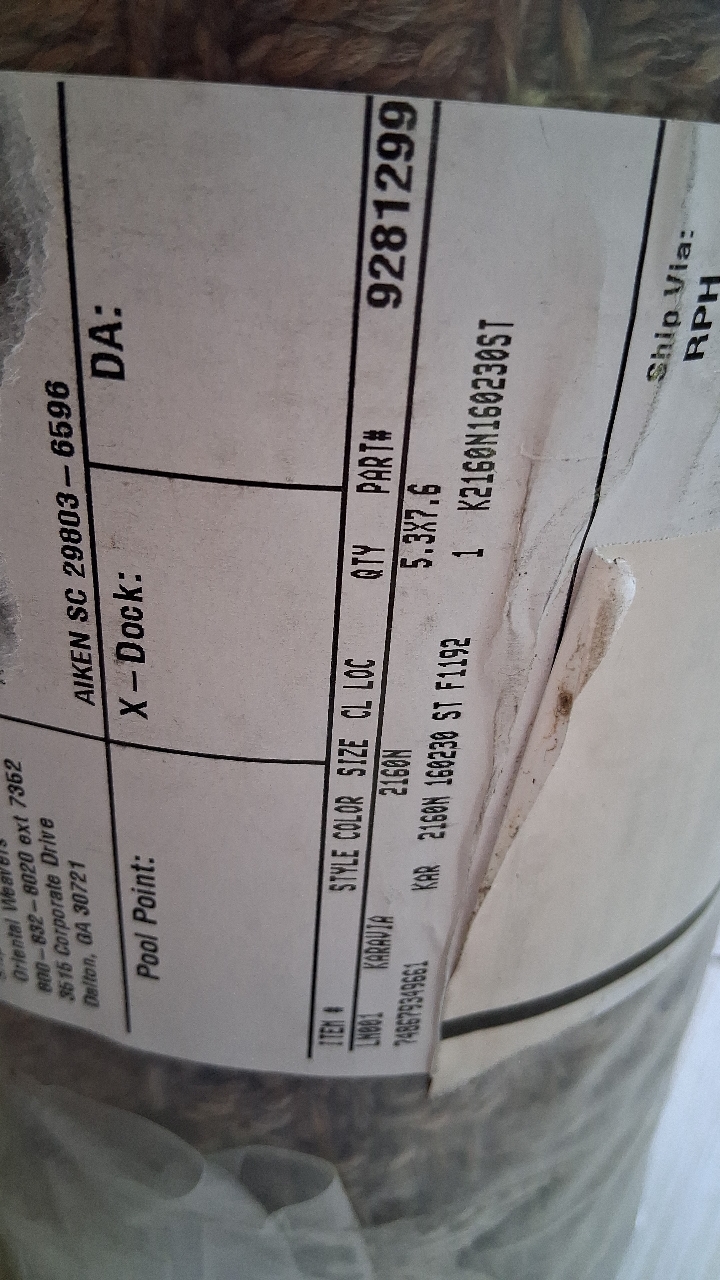 Oriental Weavers
800-832-8020 ext 7362
3515 Corporate Drive
Dalton, GA 30721
AIKEN SC 29803-6596
Pool Point:
X-Dock:
DA:
ITEM # STYLE COLOR SIZE CL LOC QTY PART# 9281299
LN001 KARAVIA 2160N 5.3X7.6
748679349661 KAR 2160N 160230 ST F1192 1 K2160N160230ST
Ship Via:
RPH